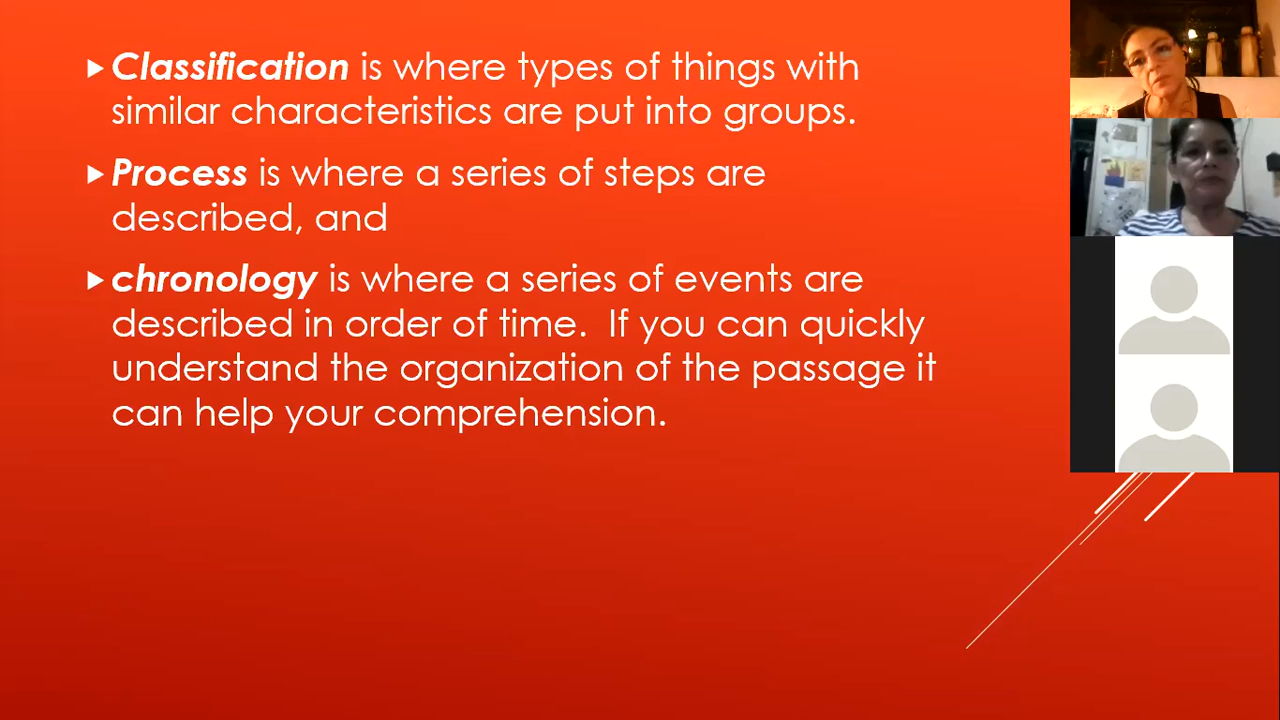 Classification is where types of things with
similar characteristics are put into groups.
Process is where a series of steps are
described, and
chronology is where a series of events are
described in order of time.  If you can quickly
understand the organization of the passage it
can help your comprehension.